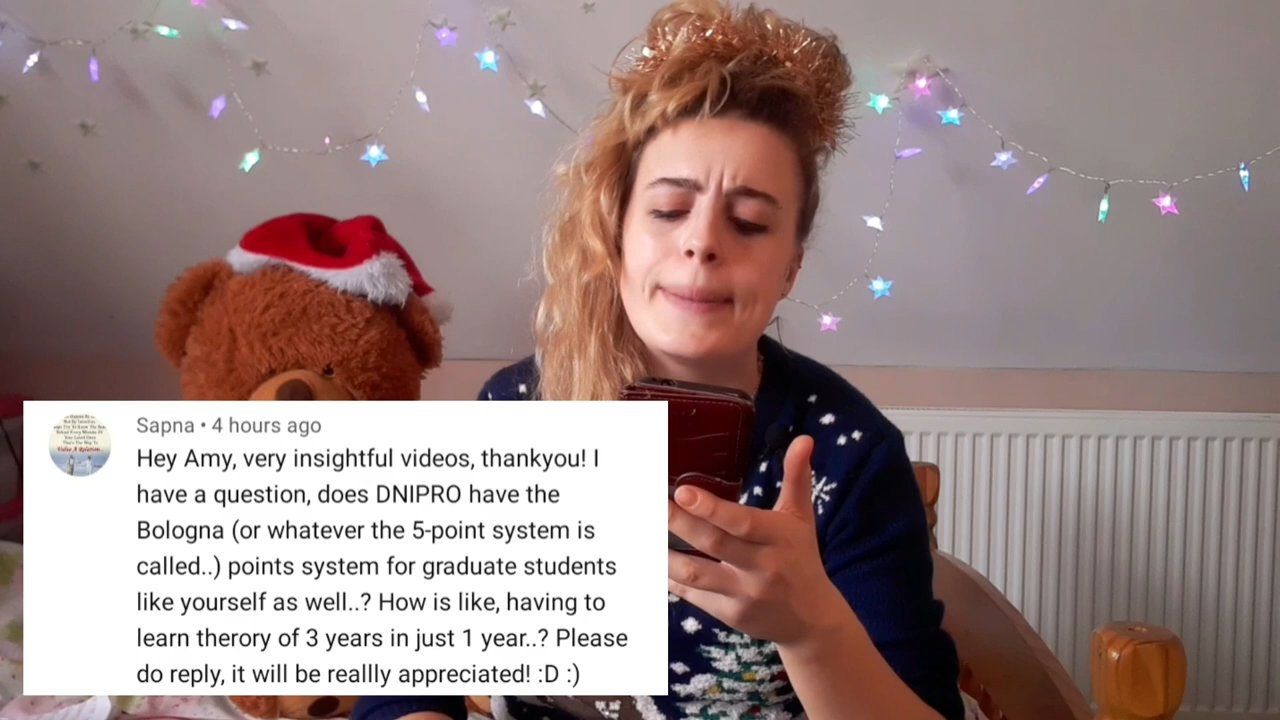 Sapna • 4 hours ago
Hey Amy, very insightful videos, thankyou! I
have a question, does DNIPRO have the
Bologna (or whatever the 5-point system is
called..) points system for graduate students
like yourself as well..? How is like, having to
learn therory of 3 years in just 1 year..? Please
do reply, it will be reallly appreciated! :D :)